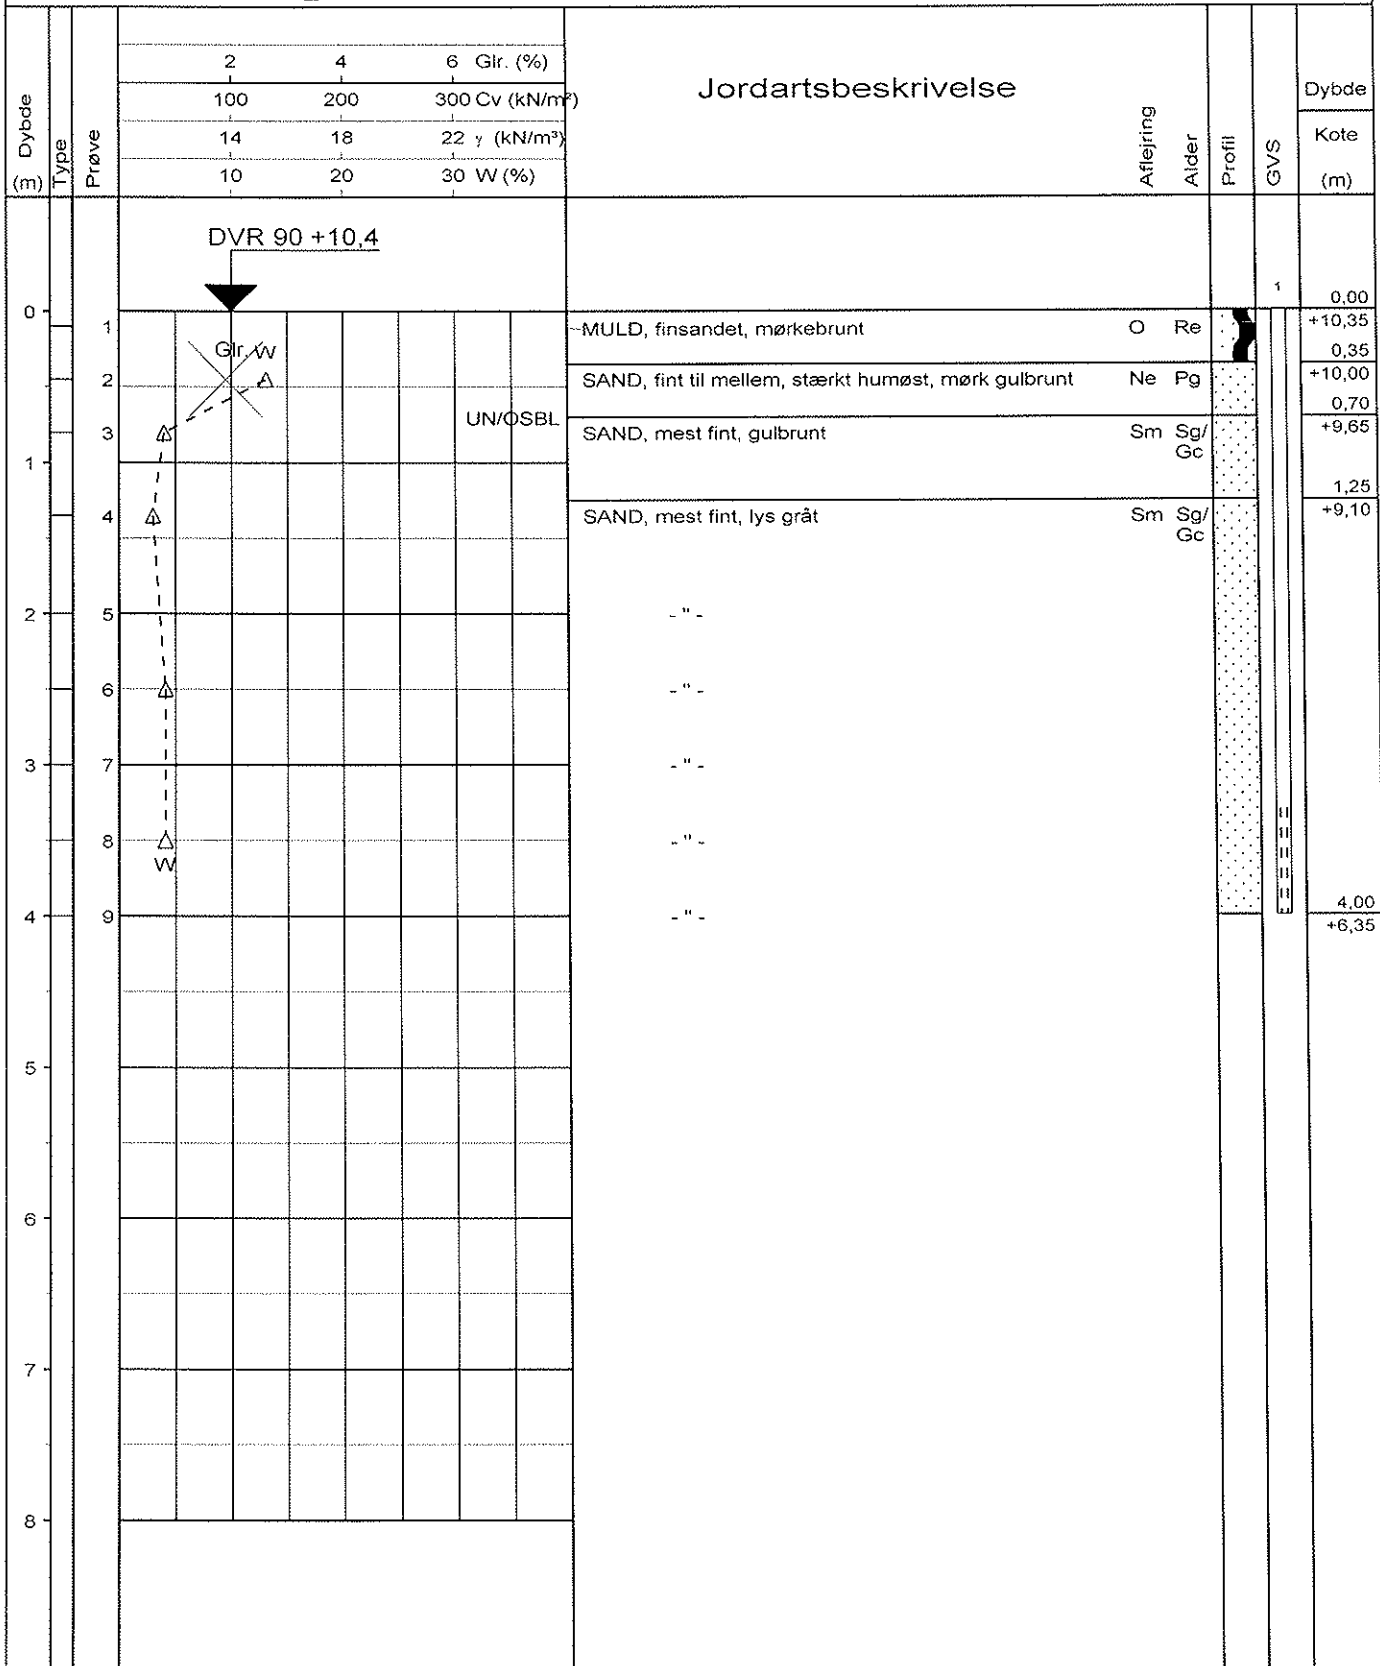 Dybde
(m)
Type
Prøve
2 4 6 Glr. (%)
100 200 300 Cv (kN/m²)
14 18 22 γ (kN/m³)
10 20 30 W (%)
Jordartsbeskrivelse
Aflejring
Alder
Profil
GVS
Dybde
Kote
(m)
DVR 90 +10,4
1
0,00
0
1 MULD, finsandet, mørkebrunt O Re +10,35
Glr. W
0,35
2 SAND, fint til mellem, stærkt humøst, mørk gulbrunt Ne Pg +10,00
0,70
UN/OSBL
3 SAND, mest fint, gulbrunt Sm Sg/ +9,65
Gc
1
1,25
4 SAND, mest fint, lys gråt Sm Sg/ +9,10
Gc
2 5 - " -
6 - " -
3 7 - " -
8 - " -
W
4,00
4 9 - " -
+6,35
5
6
7
8